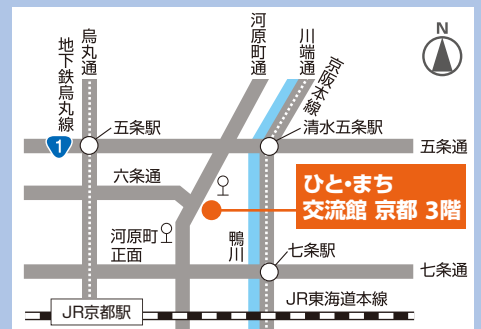 N
烏丸通
地下鉄烏丸線
河原町通
川端通
京阪本線
1
五条駅
清水五条駅
五条通
六条通
ひと・まち
交流館 京都 3階
河原町
正面
鴨川
七条駅
七条通
JR東海道本線
JR京都駅